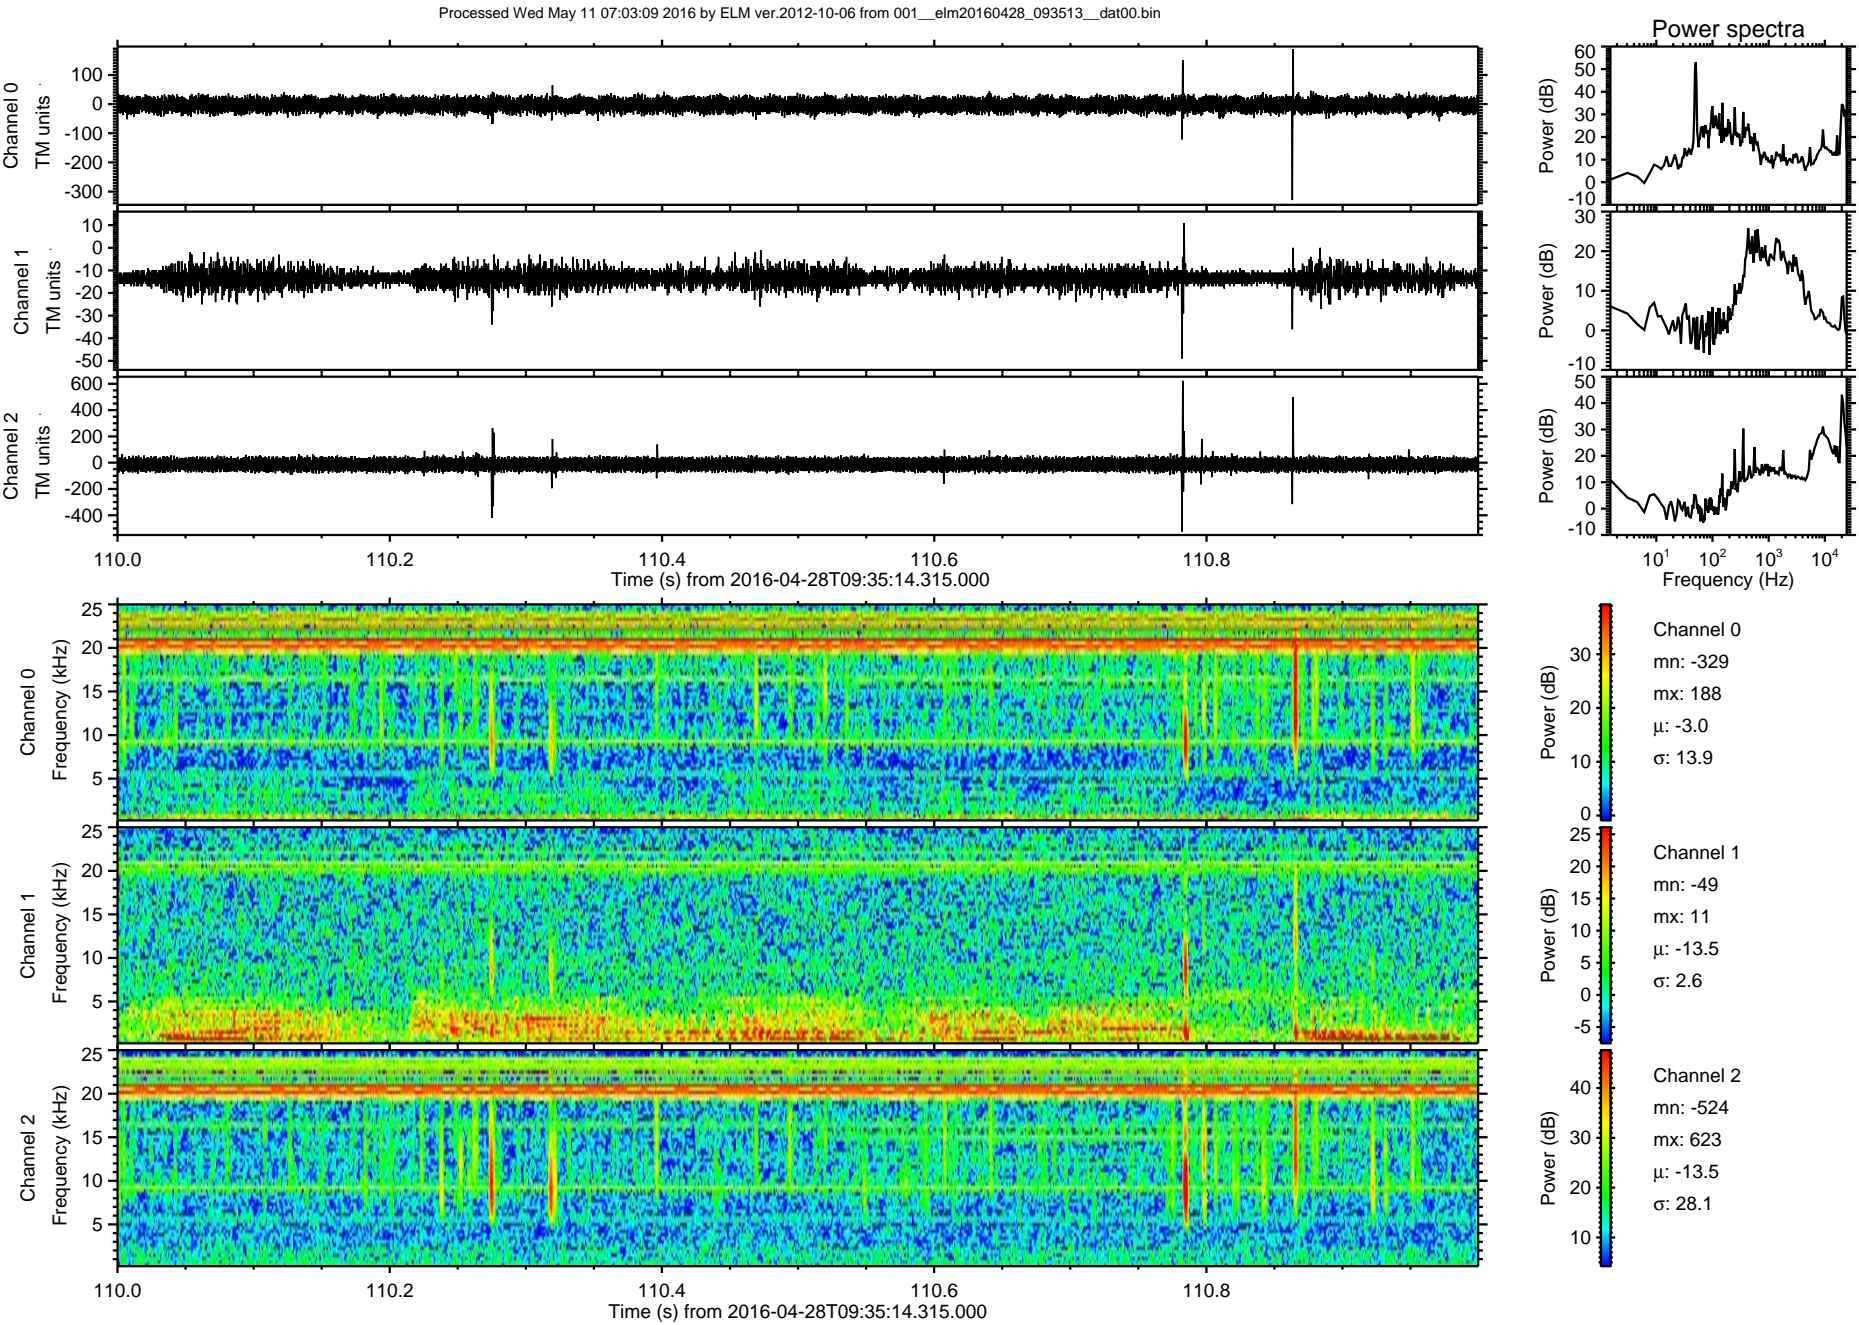 Processed Wed May 11 07:03:09 2016 by ELM ver.2012-10-06 from 001__elm20160428_093513__dat00.bin
Power spectra
Channel 0
TM units
100
0
-100
-200
-300
Power (dB)
60
50
40
30
20
10
0
-10
Channel 1
TM units
10
0
-10
-20
-30
-40
-50
Power (dB)
30
20
10
0
-10
Channel 2
TM units
600
400
200
0
-200
-400
Power (dB)
50
40
30
20
10
0
-10
110.0 110.2 110.4 110.6 110.8
Time (s) from 2016-04-28T09:35:14.315.000
10¹ 10² 10³ 10⁴
Frequency (Hz)
Channel 0
Frequency (kHz)
25
20
15
10
5
Power (dB)
30
20
10
0
Channel 0
mn: -329
mx: 188
μ: -3.0
σ: 13.9
Channel 1
Frequency (kHz)
25
20
15
10
5
Power (dB)
25
20
15
10
5
0
-5
Channel 1
mn: -49
mx: 11
μ: -13.5
σ: 2.6
Channel 2
Frequency (kHz)
25
20
15
10
5
Power (dB)
40
30
20
10
Channel 2
mn: -524
mx: 623
μ: -13.5
σ: 28.1
110.0 110.2 110.4 110.6 110.8
Time (s) from 2016-04-28T09:35:14.315.000